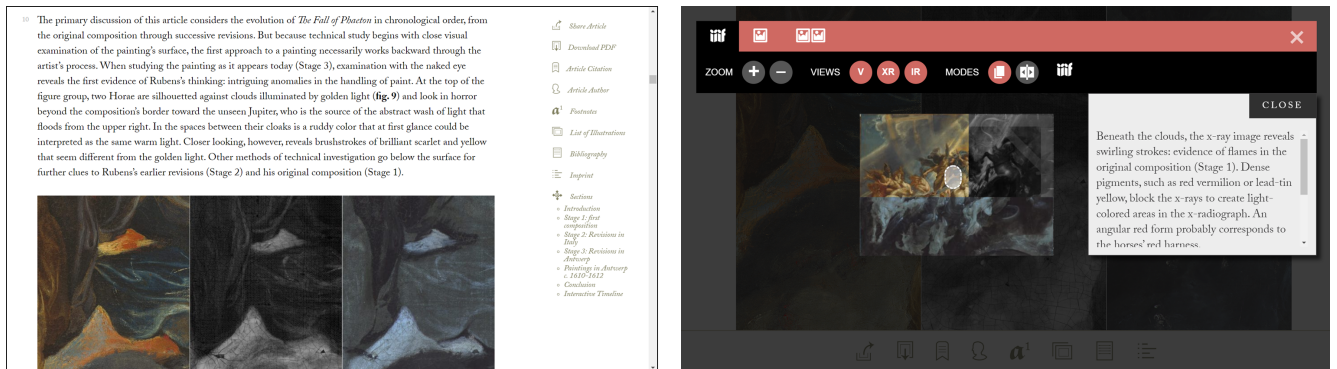 10
The primary discussion of this article considers the evolution of The Fall of Phaeton in chronological order, from
the original composition through successive revisions. But because technical study begins with close visual
examination of the painting's surface, the first approach to a painting necessarily works backward through the
artist's process. When studying the painting as it appears today (Stage 3), examination with the naked eye
reveals the first evidence of Rubens's thinking: intriguing anomalies in the handling of paint. At the top of the
figure group, two Horae are silhouetted against clouds illuminated by golden light (fig. 9) and look in horror
beyond the composition's border toward the unseen Jupiter, who is the source of the abstract wash of light that
floods from the upper right. In the spaces between their cloaks is a ruddy color that at first glance could be
interpreted as the same warm light. Closer looking, however, reveals brushstrokes of brilliant scarlet and yellow
that seem different from the golden light. Other methods of technical investigation go below the surface for
further clues to Rubens's earlier revisions (Stage 2) and his original composition (Stage 1).
Share Article
Download PDF
Article Citation
Article Author
a¹ Footnotes
List of Illustrations
Bibliography
Imprint
Sections
Introduction
Stage 1: first
composition
Stage 2: Revisions in
Italy
Stage 3: Revisions in
Antwerp
Paintings in Antwerp
c. 1610-1612
Conclusion
Interactive Timeline
iiif
ZOOM + − VIEWS V XR IR MODES iiif
CLOSE
Beneath the clouds, the x-ray image reveals
swirling strokes: evidence of flames in the
original composition (Stage 1). Dense
pigments, such as red vermilion or lead-tin
yellow, block the x-rays to create light-
colored areas in the x-radiograph. An
angular red form probably corresponds to
the horses' red harness.
a¹